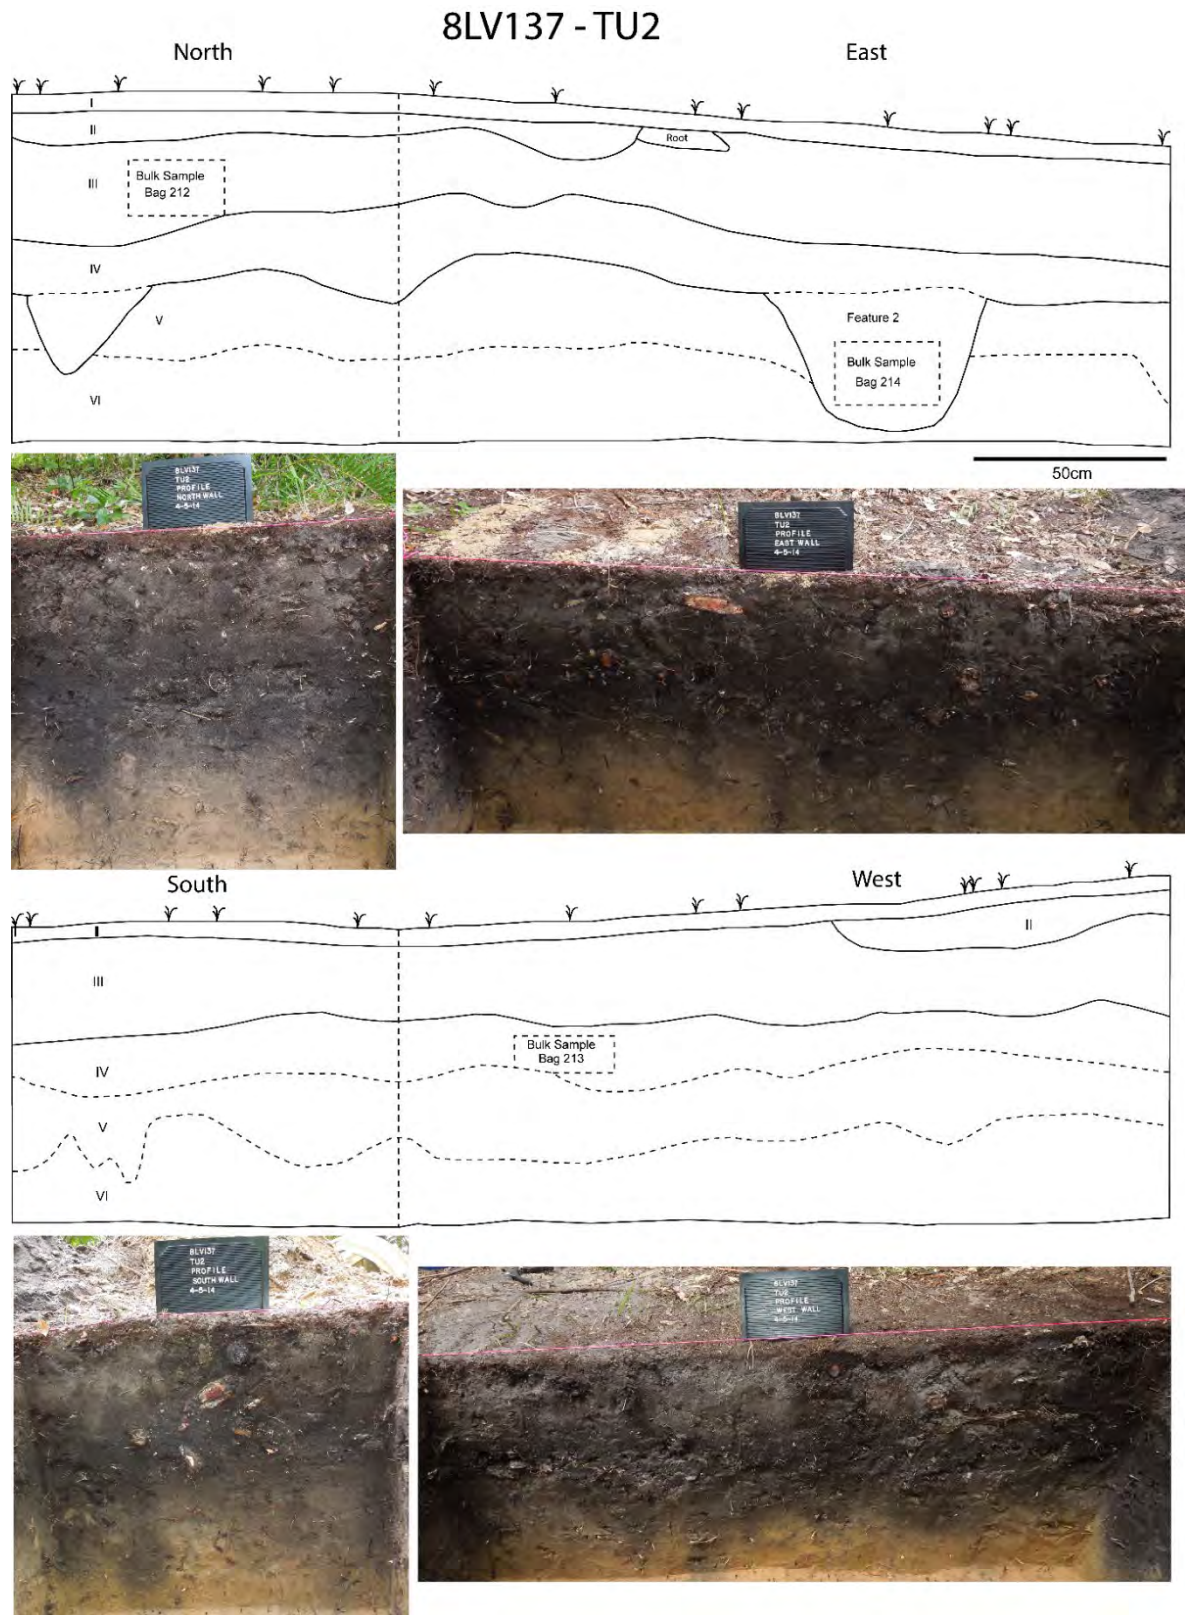 8LV137 - TU2
North
East
I
II
Root
III
Bulk Sample
Bag 212
IV
V
Feature 2
Bulk Sample
Bag 214
VI
50cm
8LV137
TU2
PROFILE
NORTH WALL
4-5-14
8LV137
TU2
PROFILE
EAST WALL
4-5-14
South
West
I
II
III
Bulk Sample
Bag 213
IV
V
VI
8LV137
TU2
PROFILE
SOUTH WALL
4-5-14
8LV137
TU2
PROFILE
WEST WALL
4-5-14